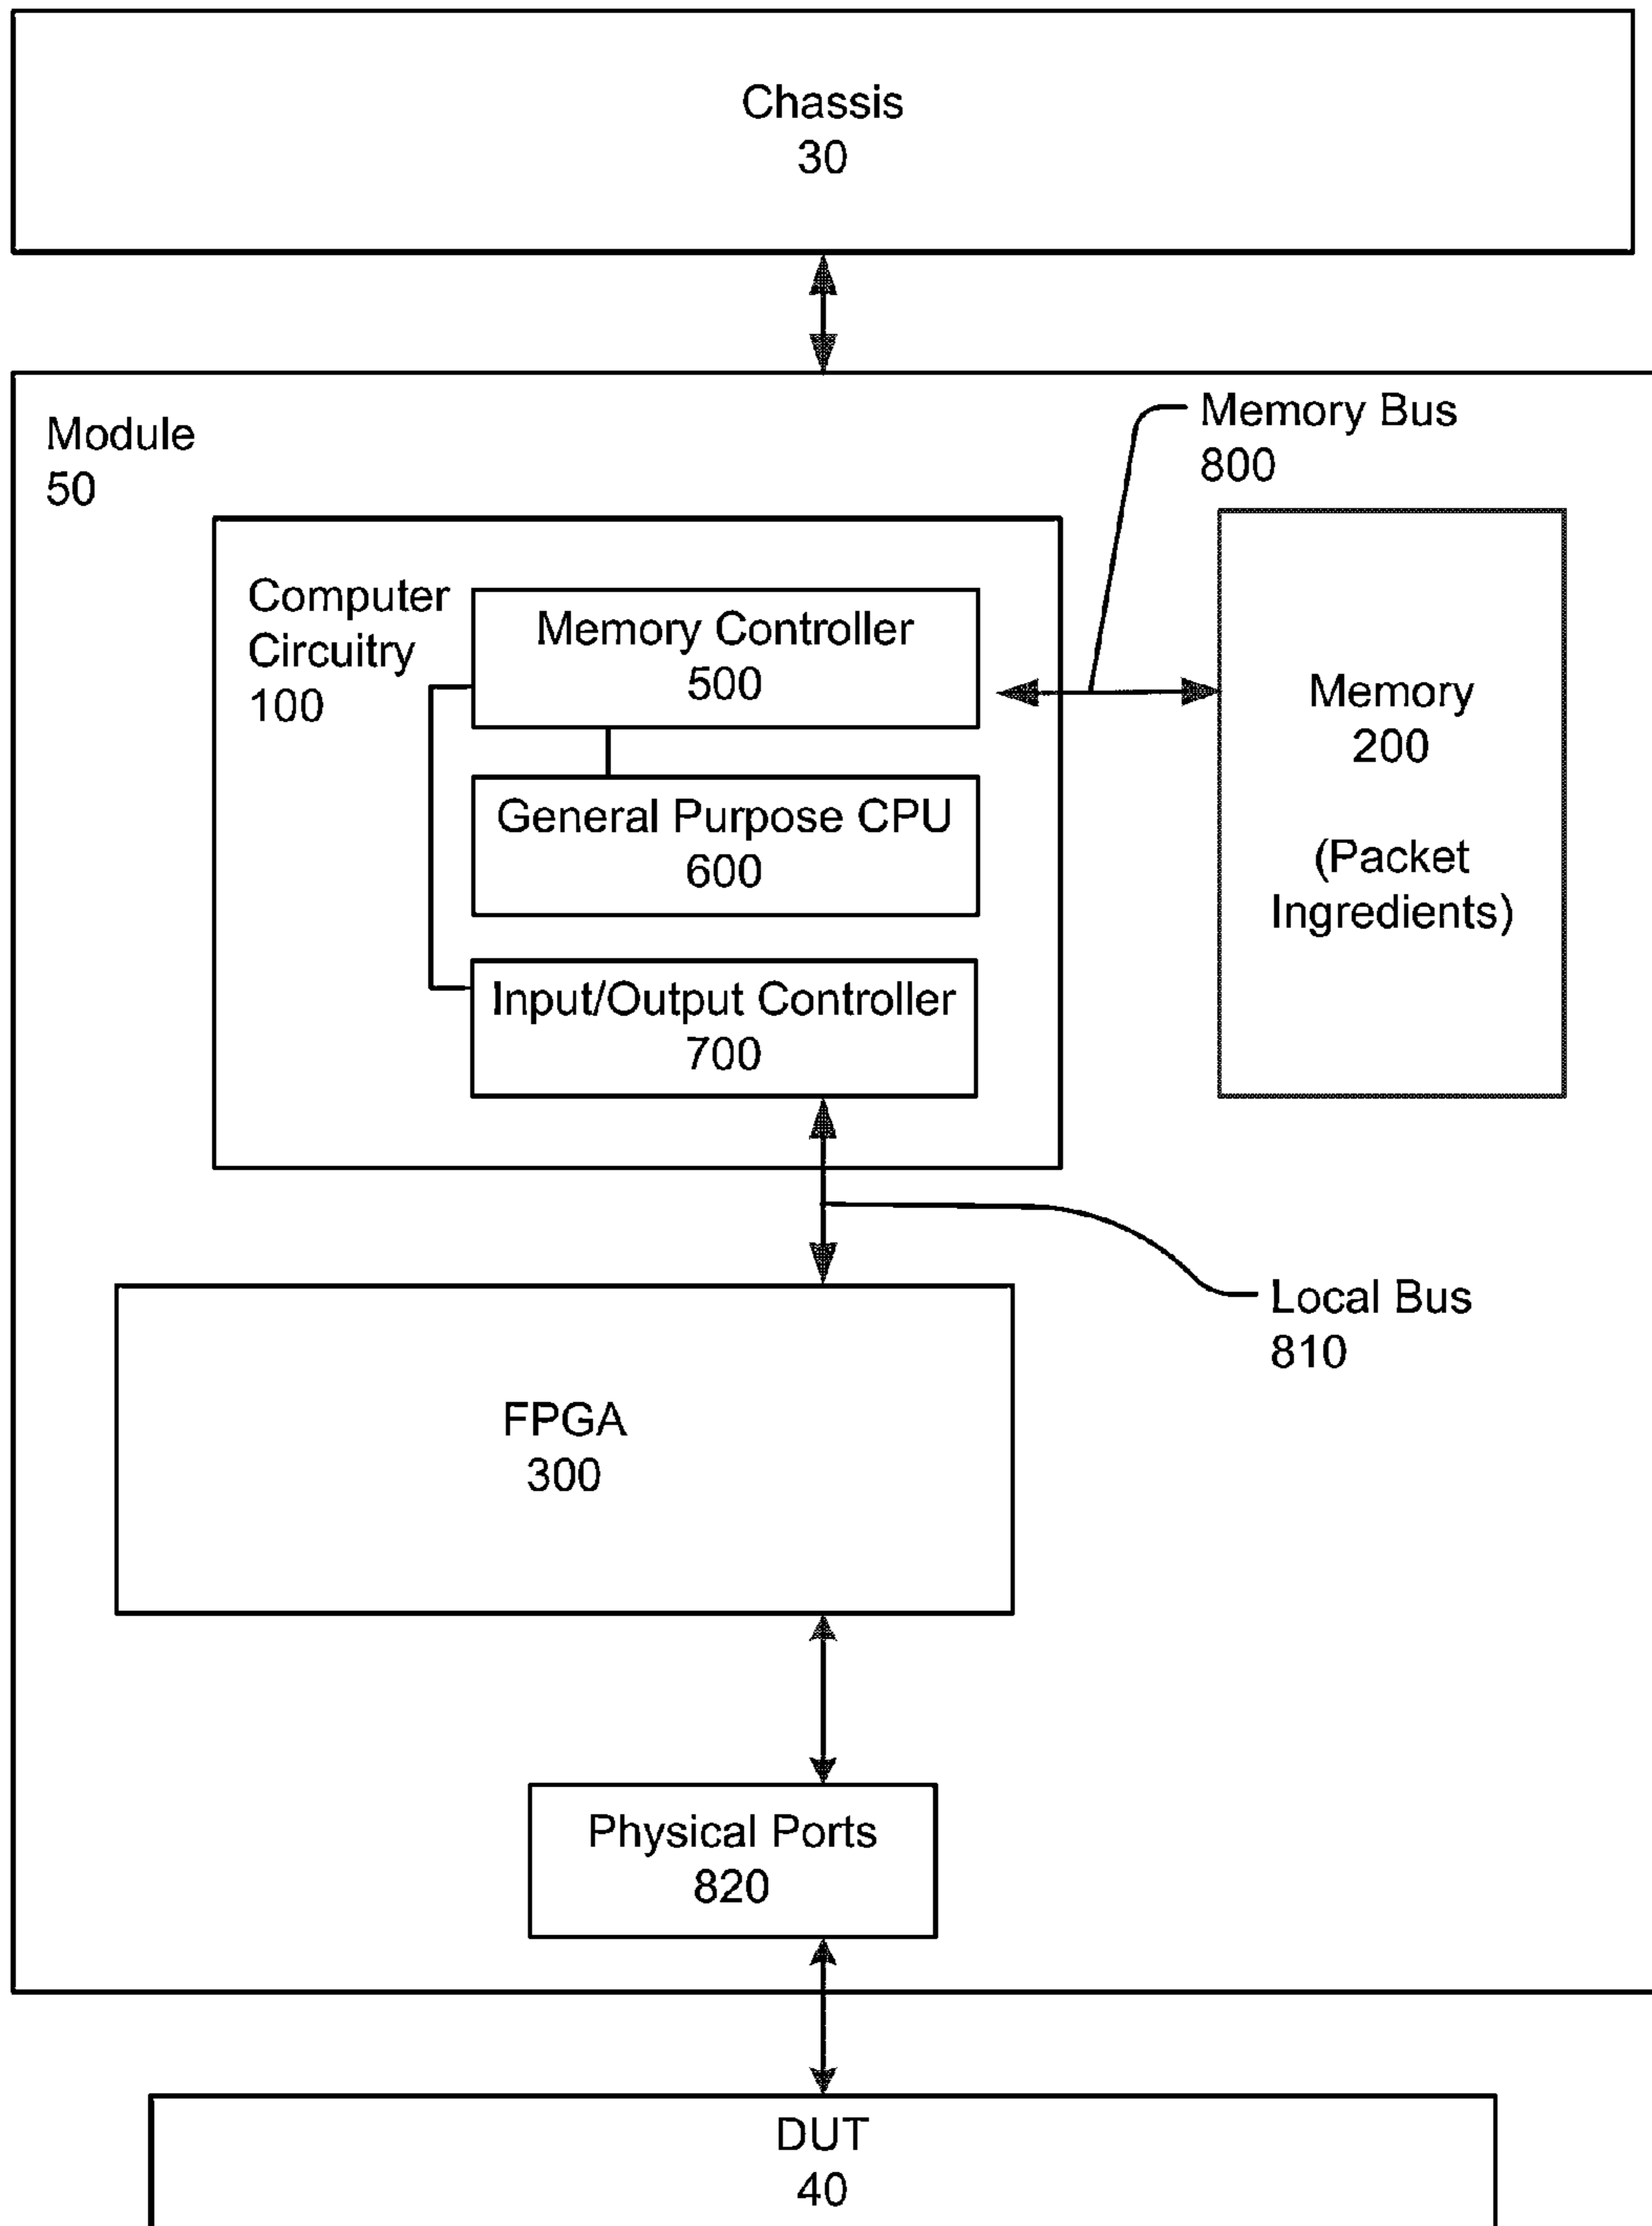 Chassis
30
Module
50
Memory Bus
800
Computer
Circuitry
100
Memory Controller
500
General Purpose CPU
600
Input/Output Controller
700
Memory
200
(Packet
Ingredients)
Local Bus
810
FPGA
300
Physical Ports
820
DUT
40